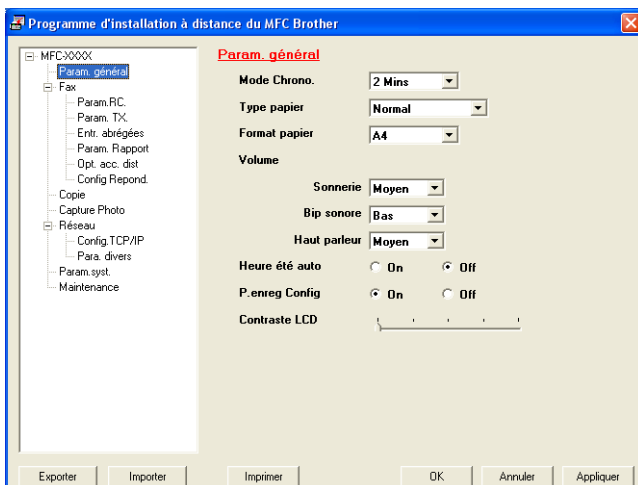 Programme d'installation à distance du MFC Brother
MFC-XXXX
Param. général
Fax
Param.RC.
Param. TX.
Entr. abrégées
Param. Rapport
Opt. acc. dist
Config Repond.
Copie
Capture Photo
Réseau
Config.TCP/IP
Para. divers
Param.syst.
Maintenance
Param. général
Mode Chrono. 2 Mins
Type papier Normal
Format papier A4
Volume
Sonnerie Moyen
Bip sonore Bas
Haut parleur Moyen
Heure été auto On Off
P.enreg Config On Off
Contraste LCD
Exporter Importer Imprimer OK Annuler Appliquer